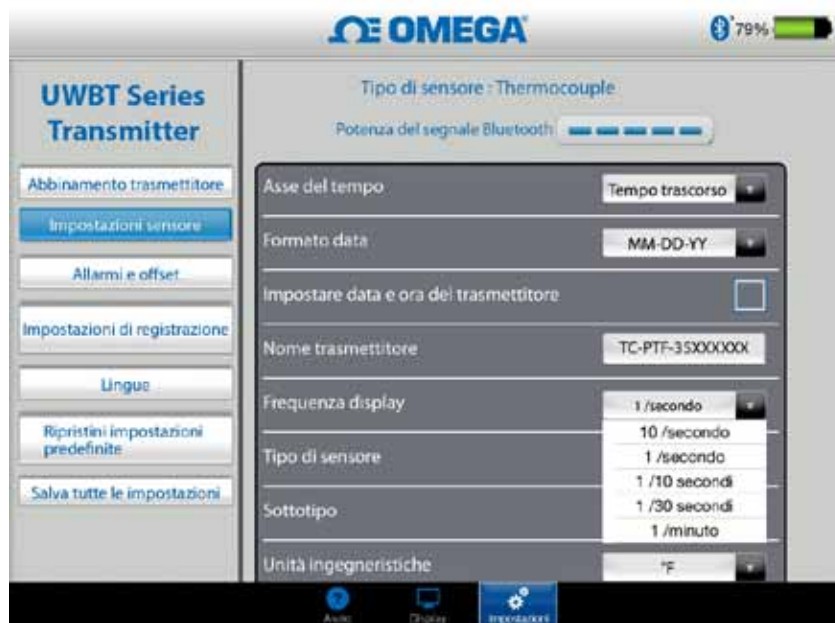 OMEGA
79%
UWBT Series
Transmitter
Abbinamento trasmettitore
Impostazioni sensore
Allarmi e offset
Impostazioni di registrazione
Lingue
Ripristini impostazioni
predefinite
Salva tutte le impostazioni
Tipo di sensore : Thermocouple
Potenza del segnale Bluetooth
Asse del tempo
Tempo trascorso
Formato data
MM-DD-YY
Impostare data e ora del trasmettitore
Nome trasmettitore
TC-PTF-3SXXXXXX
Frequenza display
1 /secondo
10 /secondo
1 /secondo
1 /10 secondi
1 /30 secondi
1 /minuto
Tipo di sensore
Sottotipo
Unità ingegneristiche
°F
Display
Impostazioni